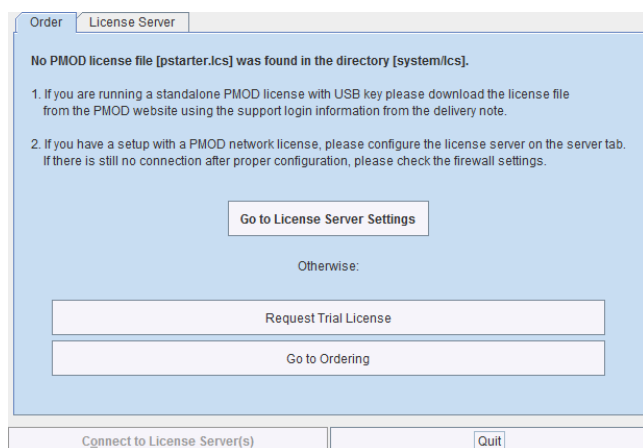 Order
License Server
No PMOD license file [pstarter.lcs] was found in the directory [system/lcs].
1. If you are running a standalone PMOD license with USB key please download the license file
from the PMOD website using the support login information from the delivery note.
2. If you have a setup with a PMOD network license, please configure the license server on the server tab.
If there is still no connection after proper configuration, please check the firewall settings.
Go to License Server Settings
Otherwise:
Request Trial License
Go to Ordering
Connect to License Server(s)
Quit